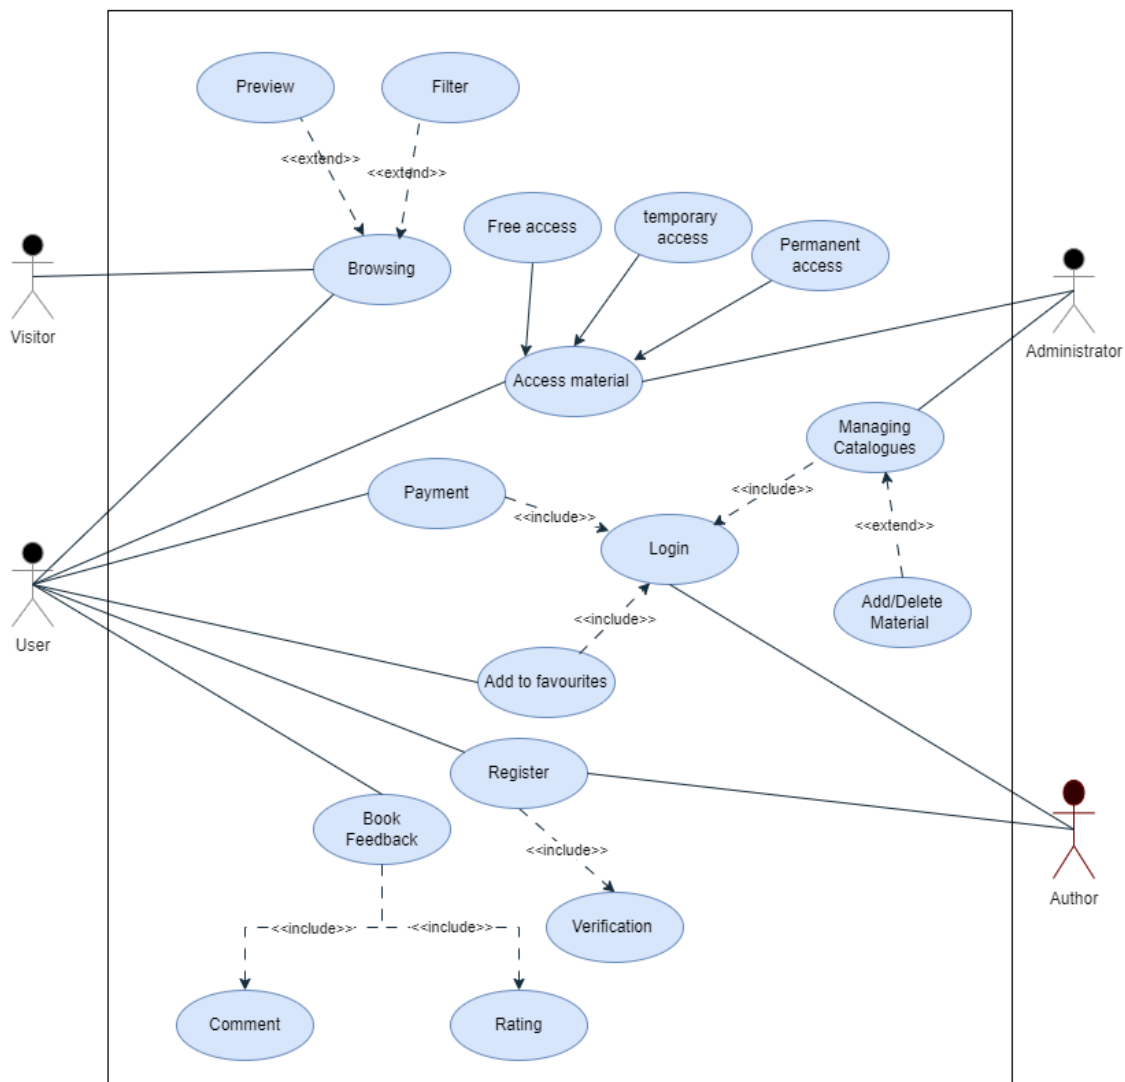 Preview
Filter
<<extend>>
<<extend>>
Free access
temporary
access
Permanent
access
Browsing
Visitor
Administrator
Access material
Managing
Catalogues
Payment
<<include>>
<<include>>
<<extend>>
Login
Add/Delete
Material
<<include>>
User
Add to favourites
Register
Book
Feedback
<<include>>
Author
Verification
<<include>>
<<include>>
Comment
Rating